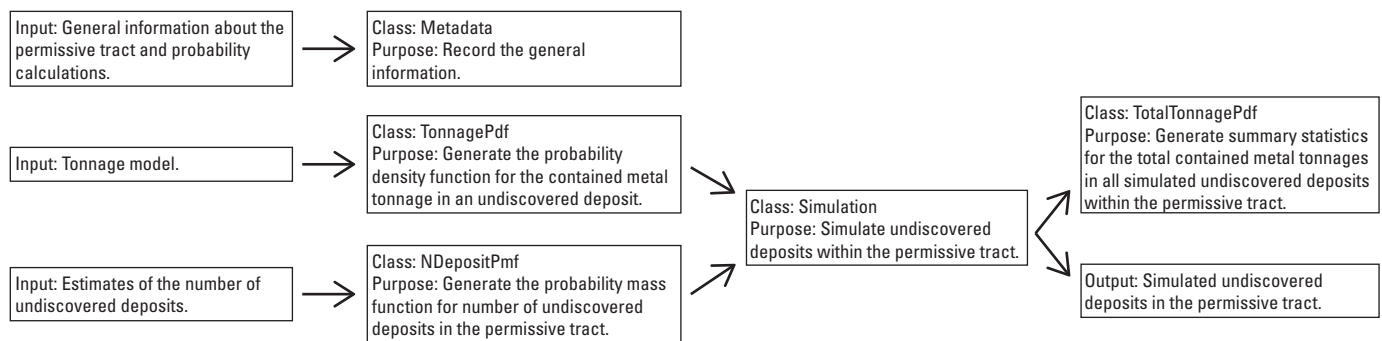 Input: General information about the
permissive tract and probability
calculations.
Class: Metadata
Purpose: Record the general
information.
Input: Tonnage model.
Class: TonnagePdf
Purpose: Generate the probability
density function for the contained metal
tonnage in an undiscovered deposit.
Input: Estimates of the number of
undiscovered deposits.
Class: NDepositPmf
Purpose: Generate the probability mass
function for number of undiscovered
deposits in the permissive tract.
Class: Simulation
Purpose: Simulate undiscovered
deposits within the permissive tract.
Class: TotalTonnagePdf
Purpose: Generate summary statistics
for the total contained metal tonnages
in all simulated undiscovered deposits
within the permissive tract.
Output: Simulated undiscovered
deposits in the permissive tract.